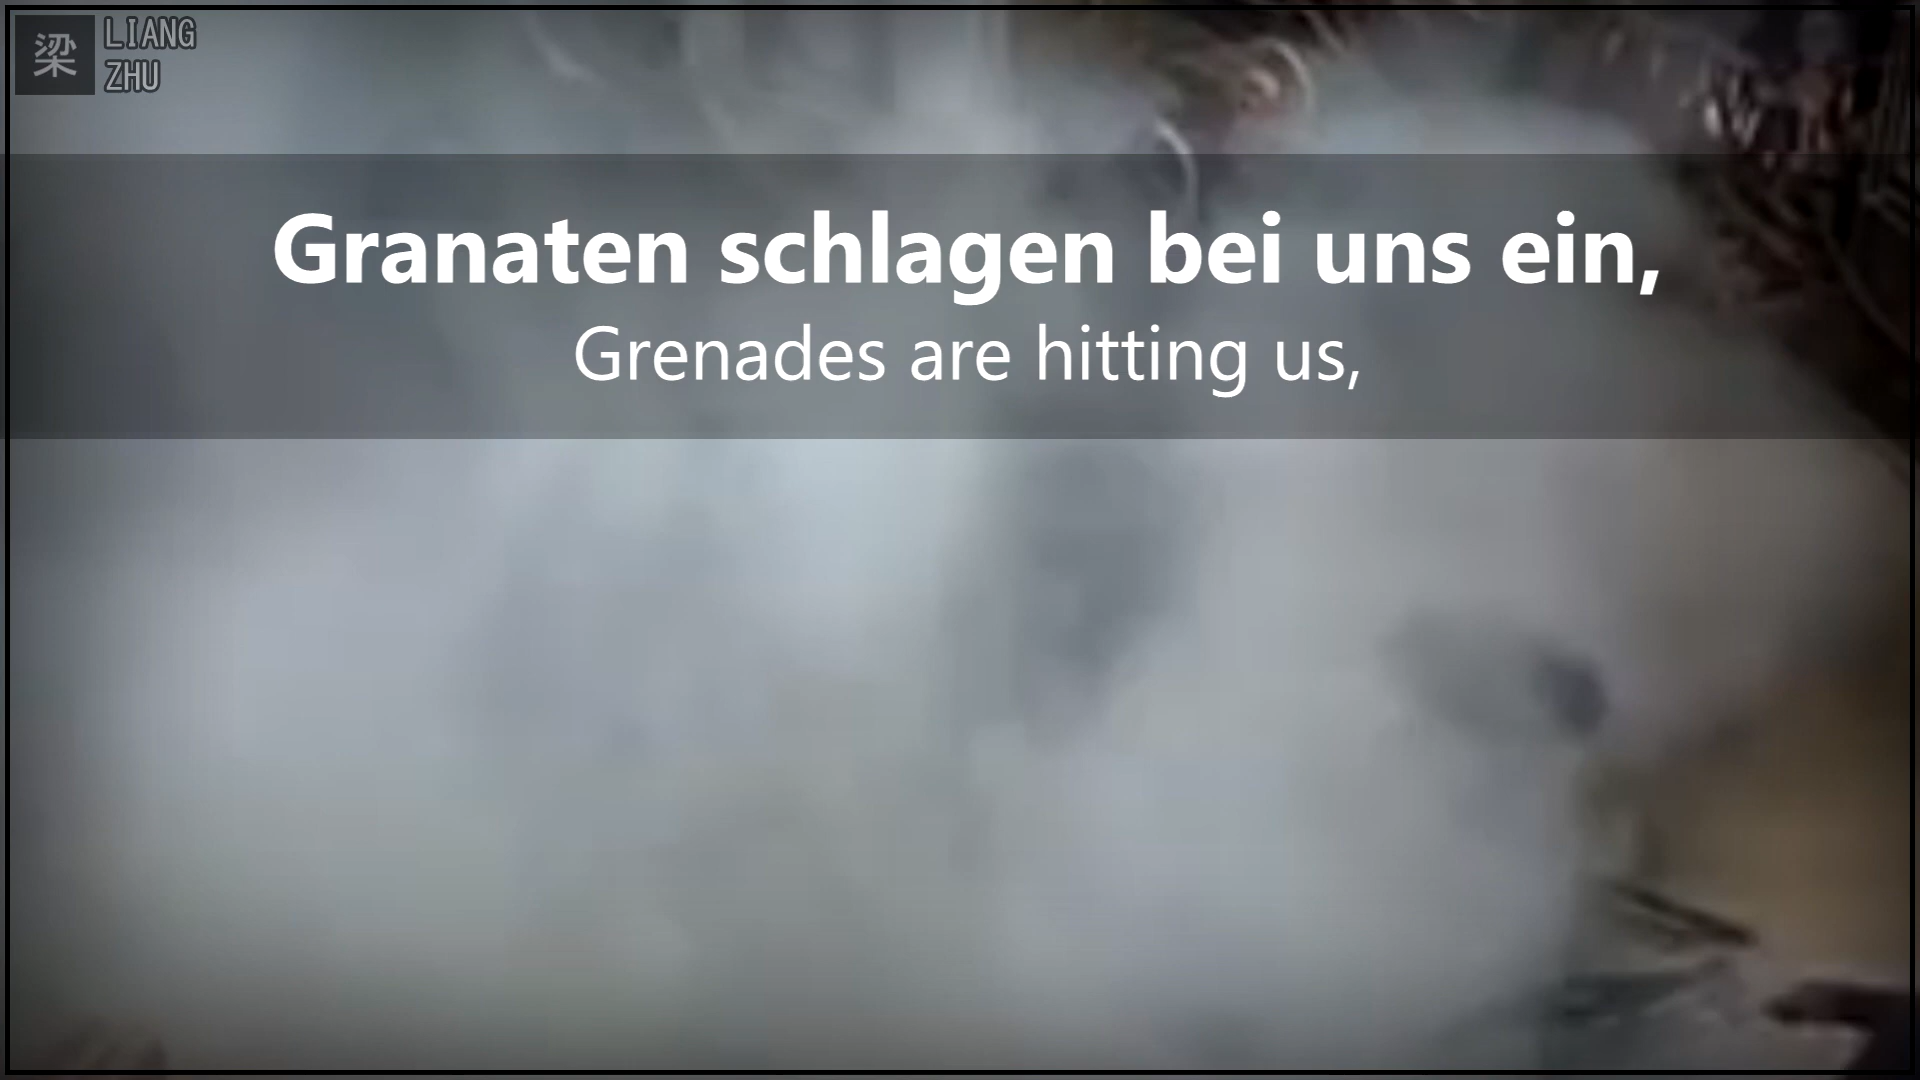 梁
LIANG
ZHU
Granaten schlagen bei uns ein,
Grenades are hitting us,